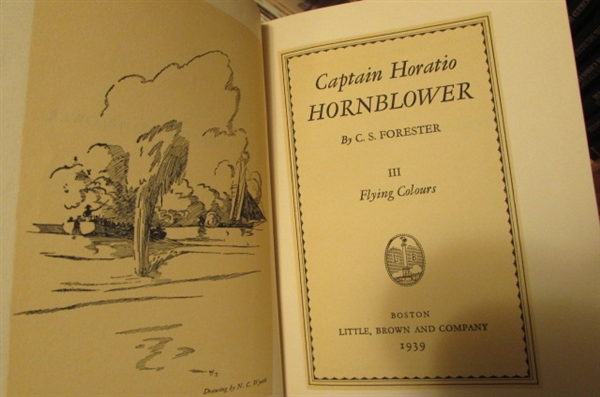 Captain Horatio
HORNBLOWER
By C. S. FORESTER
III
Flying Colours
BOSTON
LITTLE, BROWN AND COMPANY
1939
Drawing by N. C. Wyeth